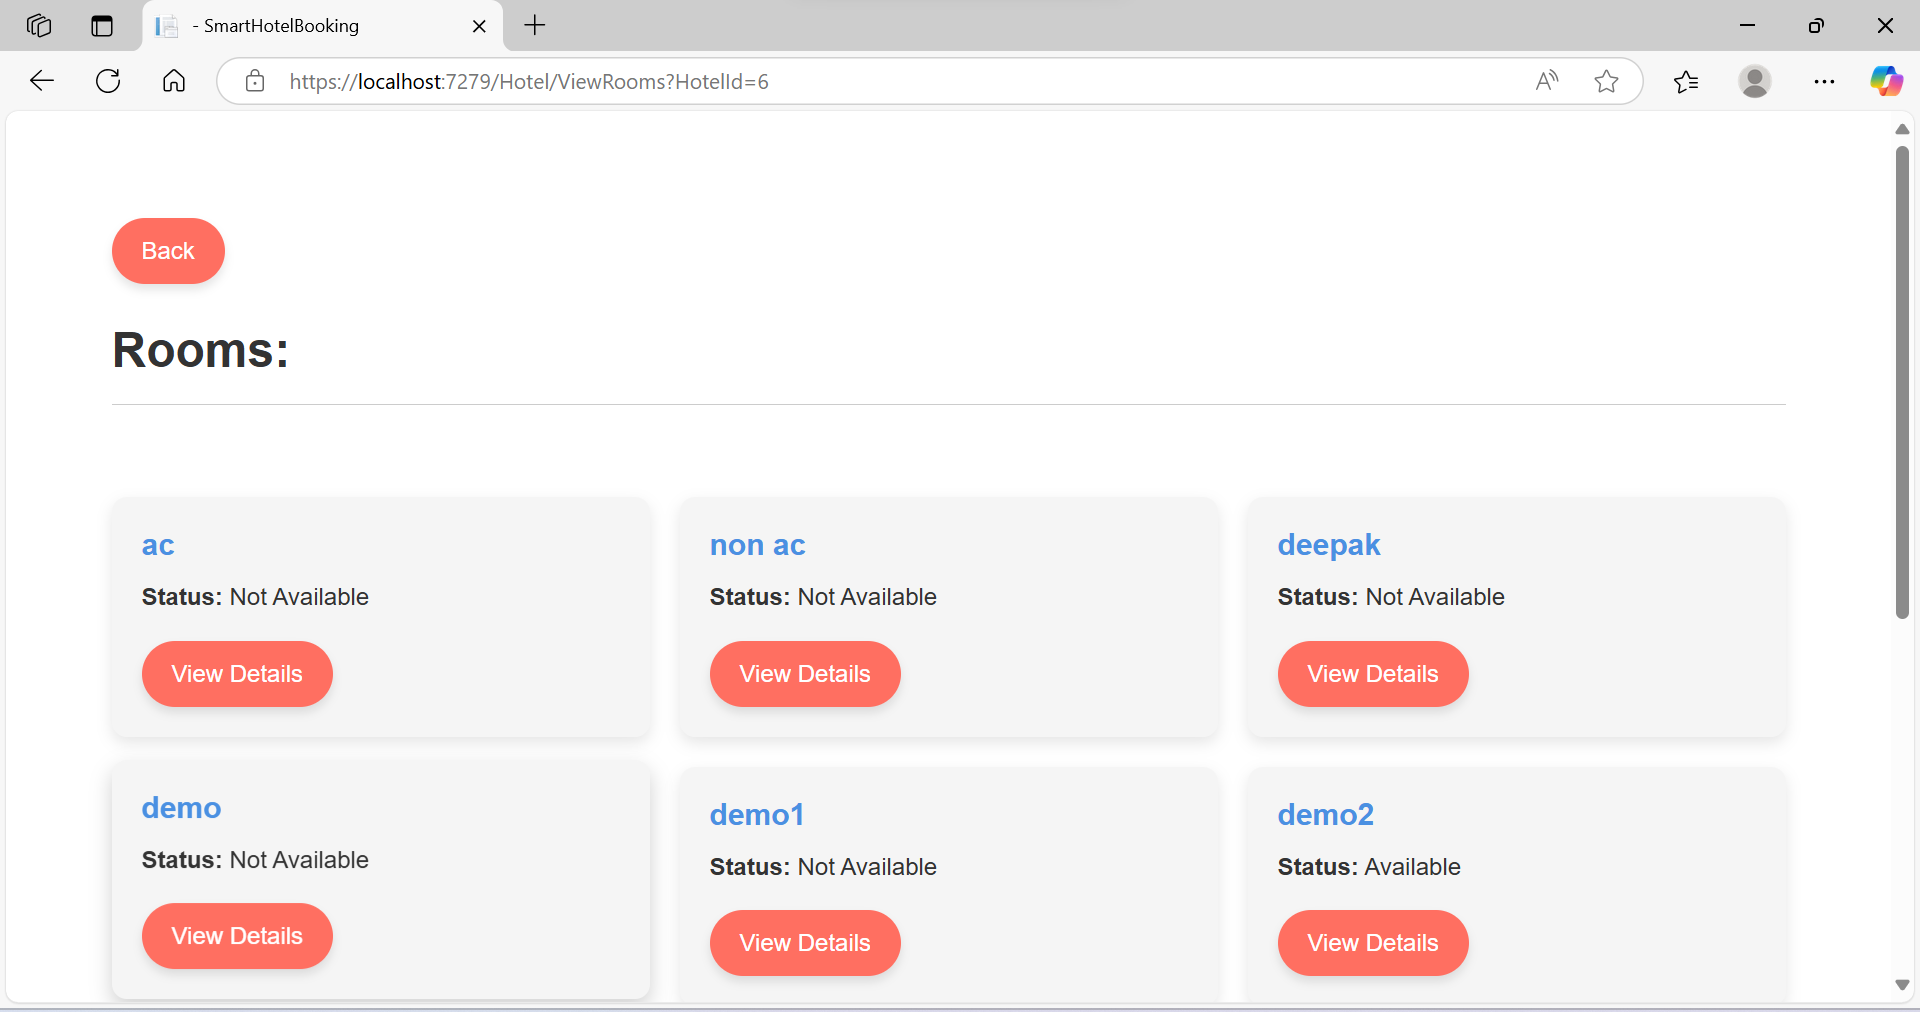 - SmartHotelBooking
https://localhost:7279/Hotel/ViewRooms?HotelId=6
Back
Rooms:
ac
Status: Not Available
View Details
non ac
Status: Not Available
View Details
deepak
Status: Not Available
View Details
demo
Status: Not Available
View Details
demo1
Status: Not Available
View Details
demo2
Status: Available
View Details